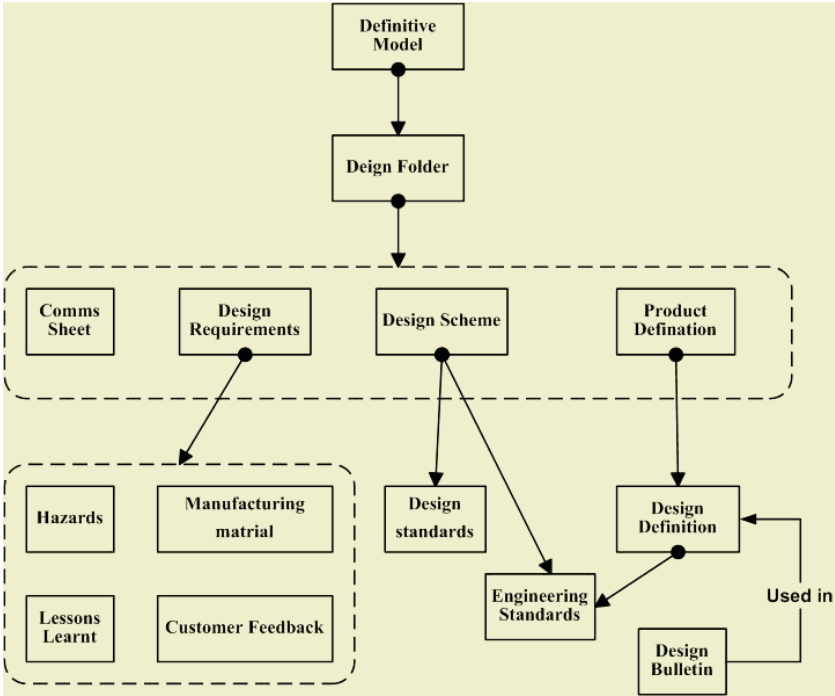 Definitive
Model
Deign Folder
Comms
Sheet
Design
Requirements
Design Scheme
Product
Defination
Hazards
Manufacturing
matrial
Design
standards
Design
Definition
Lessons
Learnt
Customer Feedback
Engineering
Standards
Used in
Design
Bulletin